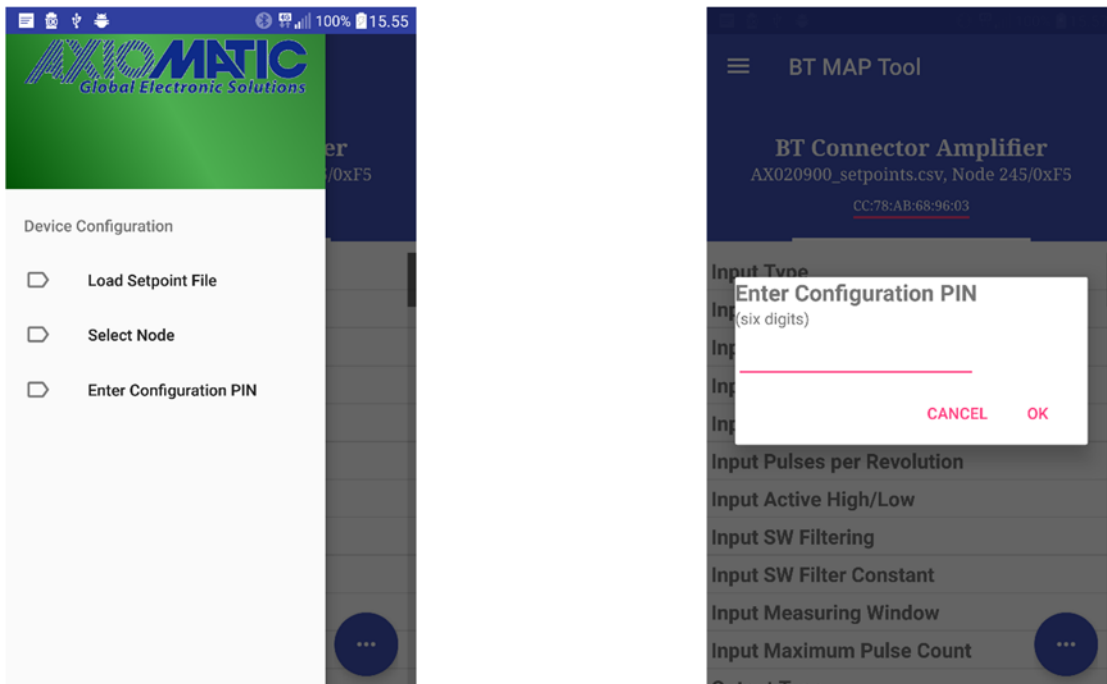 100% 15.55
AXIOMATIC
Global Electronic Solutions
er
/0xF5
Device Configuration
Load Setpoint File
Select Node
Enter Configuration PIN
BT MAP Tool
BT Connector Amplifier
AX020900_setpoints.csv, Node 245/0xF5
CC:78:AB:68:96:03
Input Type
Enter Configuration PIN
(six digits)
CANCEL OK
Input Pulses per Revolution
Input Active High/Low
Input SW Filtering
Input SW Filter Constant
Input Measuring Window
Input Maximum Pulse Count